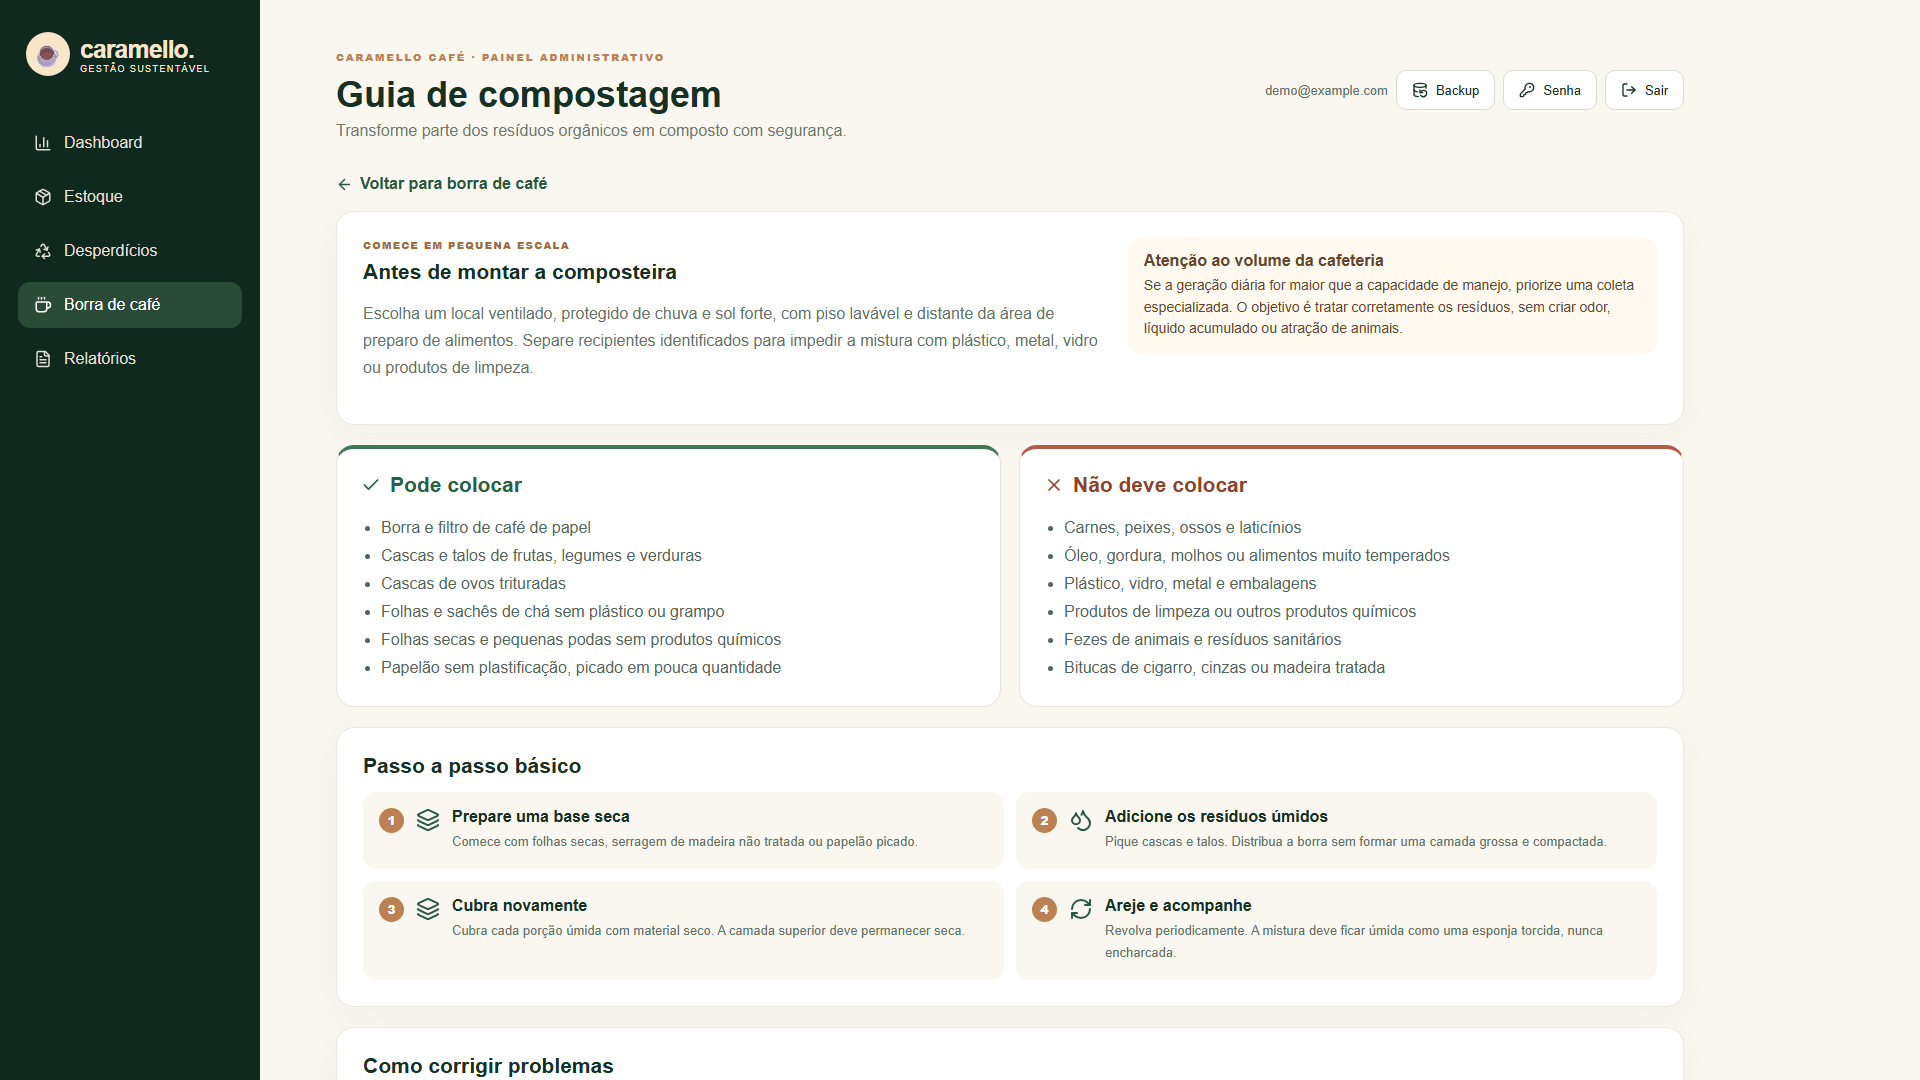 caramello.
GESTÃO SUSTENTÁVEL
Dashboard
Estoque
Desperdícios
Borra de café
Relatórios
CARAMELLO CAFÉ · PAINEL ADMINISTRATIVO
Guia de compostagem
Transforme parte dos resíduos orgânicos em composto com segurança.
demo@example.com
Backup
Senha
Sair
Voltar para borra de café
COMECE EM PEQUENA ESCALA
Antes de montar a composteira
Escolha um local ventilado, protegido de chuva e sol forte, com piso lavável e distante da área de
preparo de alimentos. Separe recipientes identificados para impedir a mistura com plástico, metal, vidro
ou produtos de limpeza.
Atenção ao volume da cafeteria
Se a geração diária for maior que a capacidade de manejo, priorize uma coleta
especializada. O objetivo é tratar corretamente os resíduos, sem criar odor,
líquido acumulado ou atração de animais.
Pode colocar
Borra e filtro de café de papel
Cascas e talos de frutas, legumes e verduras
Cascas de ovos trituradas
Folhas e sachês de chá sem plástico ou grampo
Folhas secas e pequenas podas sem produtos químicos
Papelão sem plastificação, picado em pouca quantidade
Não deve colocar
Carnes, peixes, ossos e laticínios
Óleo, gordura, molhos ou alimentos muito temperados
Plástico, vidro, metal e embalagens
Produtos de limpeza ou outros produtos químicos
Fezes de animais e resíduos sanitários
Bitucas de cigarro, cinzas ou madeira tratada
Passo a passo básico
1
Prepare uma base seca
Comece com folhas secas, serragem de madeira não tratada ou papelão picado.
2
Adicione os resíduos úmidos
Pique cascas e talos. Distribua a borra sem formar uma camada grossa e compactada.
3
Cubra novamente
Cubra cada porção úmida com material seco. A camada superior deve permanecer seca.
4
Areje e acompanhe
Revolva periodicamente. A mistura deve ficar úmida como uma esponja torcida, nunca
encharcada.
Como corrigir problemas